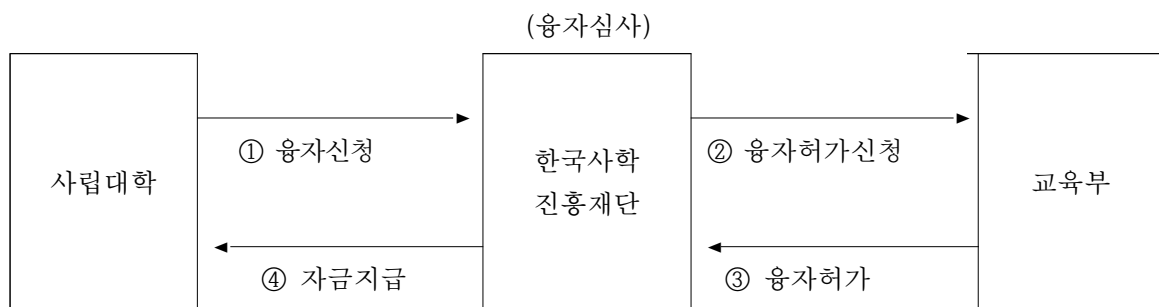 (융자심사)
① 융자신청
② 융자허가신청
사립대학
한국사학
진흥재단
교육부
④ 자금지급
③ 융자허가